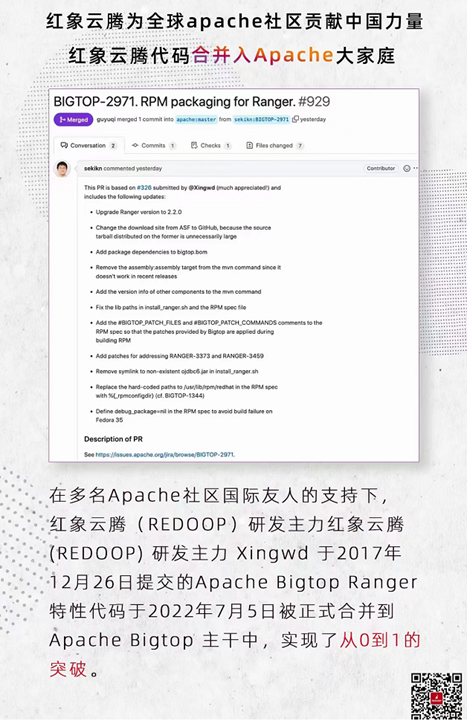 红象云腾为全球apache社区贡献中国力量
红象云腾代码合并入Apache大家庭
BIGTOP-2971. RPM packaging for Ranger. #929
Merged guyuqi merged 1 commit into apache:master from sekikn:BIGTOP-2971 yesterday
Conversation 2 Commits 1 Checks 1 Files changed 7
sekikn commented yesterday Contributor
This PR is based on #326 submitted by @Xingwd (much appreciated!) and
includes the following updates:
• Upgrade Ranger version to 2.2.0
• Change the download site from ASF to GitHub, because the source
tarball distributed on the former is unnecessarily large
• Add package dependencies to bigtop.bom
• Remove the assembly:assembly target from the mvn command since it
doesn't work in recent releases
• Add the version info of other components to the mvn command
• Fix the lib paths in install_ranger.sh and the RPM spec file
• Add the #BIGTOP_PATCH_FILES and #BIGTOP_PATCH_COMMANDS comments to the
RPM spec so that the patches provided by Bigtop are applied during
building RPM
• Add patches for addressing RANGER-3373 and RANGER-3459
• Remove symlink to non-existent ojdbc6.jar in install_ranger.sh
• Replace the hard-coded paths to /usr/lib/rpm/redhat in the RPM spec
with %{_rpmconfigdir} (cf. BIGTOP-1344)
• Define debug_package=nil in the RPM spec to avoid build failure on
Fedora 35
Description of PR
See https://issues.apache.org/jira/browse/BIGTOP-2971.
在多名Apache社区国际友人的支持下，
红象云腾（REDOOP）研发主力红象云腾
(REDOOP) 研发主力 Xingwd 于2017年
12月26日提交的Apache Bigtop Ranger
特性代码于2022年7月5日被正式合并到
Apache Bigtop 主干中，实现了从0到1的
突破。